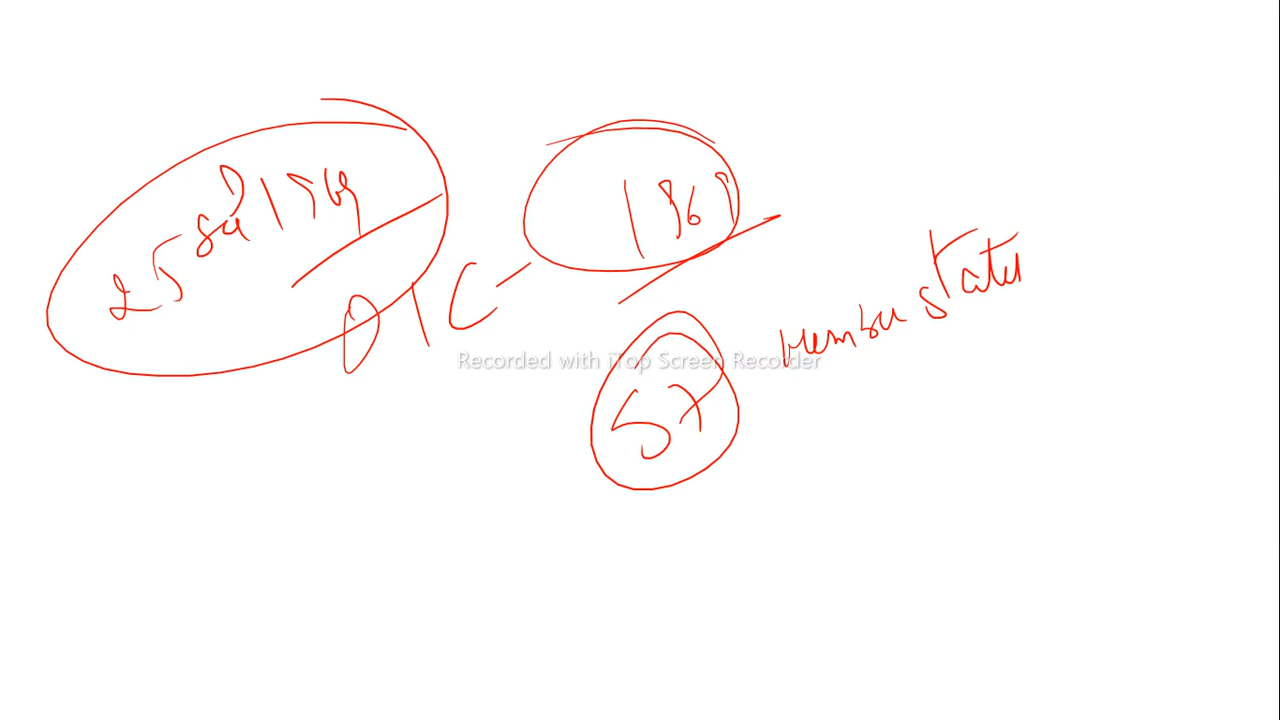 25 Sep 1969
OIC - 1969
member states
Recorded with iTop Screen Recorder
57